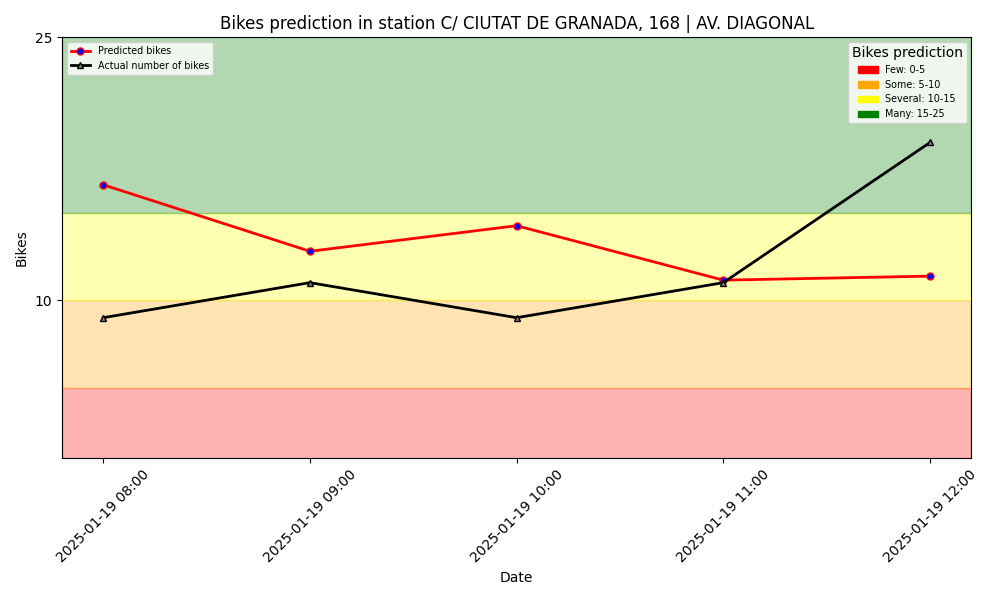 Bikes prediction in station C/ CIUTAT DE GRANADA, 168 | AV. DIAGONAL
25
Predicted bikes
Actual number of bikes
Bikes prediction
Few: 0-5
Some: 5-10
Several: 10-15
Many: 15-25
Bikes
10
2025-01-19 08:00
2025-01-19 09:00
2025-01-19 10:00
2025-01-19 11:00
2025-01-19 12:00
Date